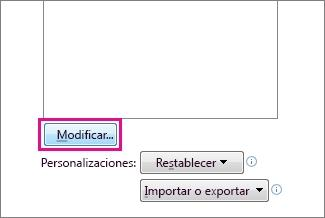 Modificar...
Personalizaciones: Restablecer
Importar o exportar